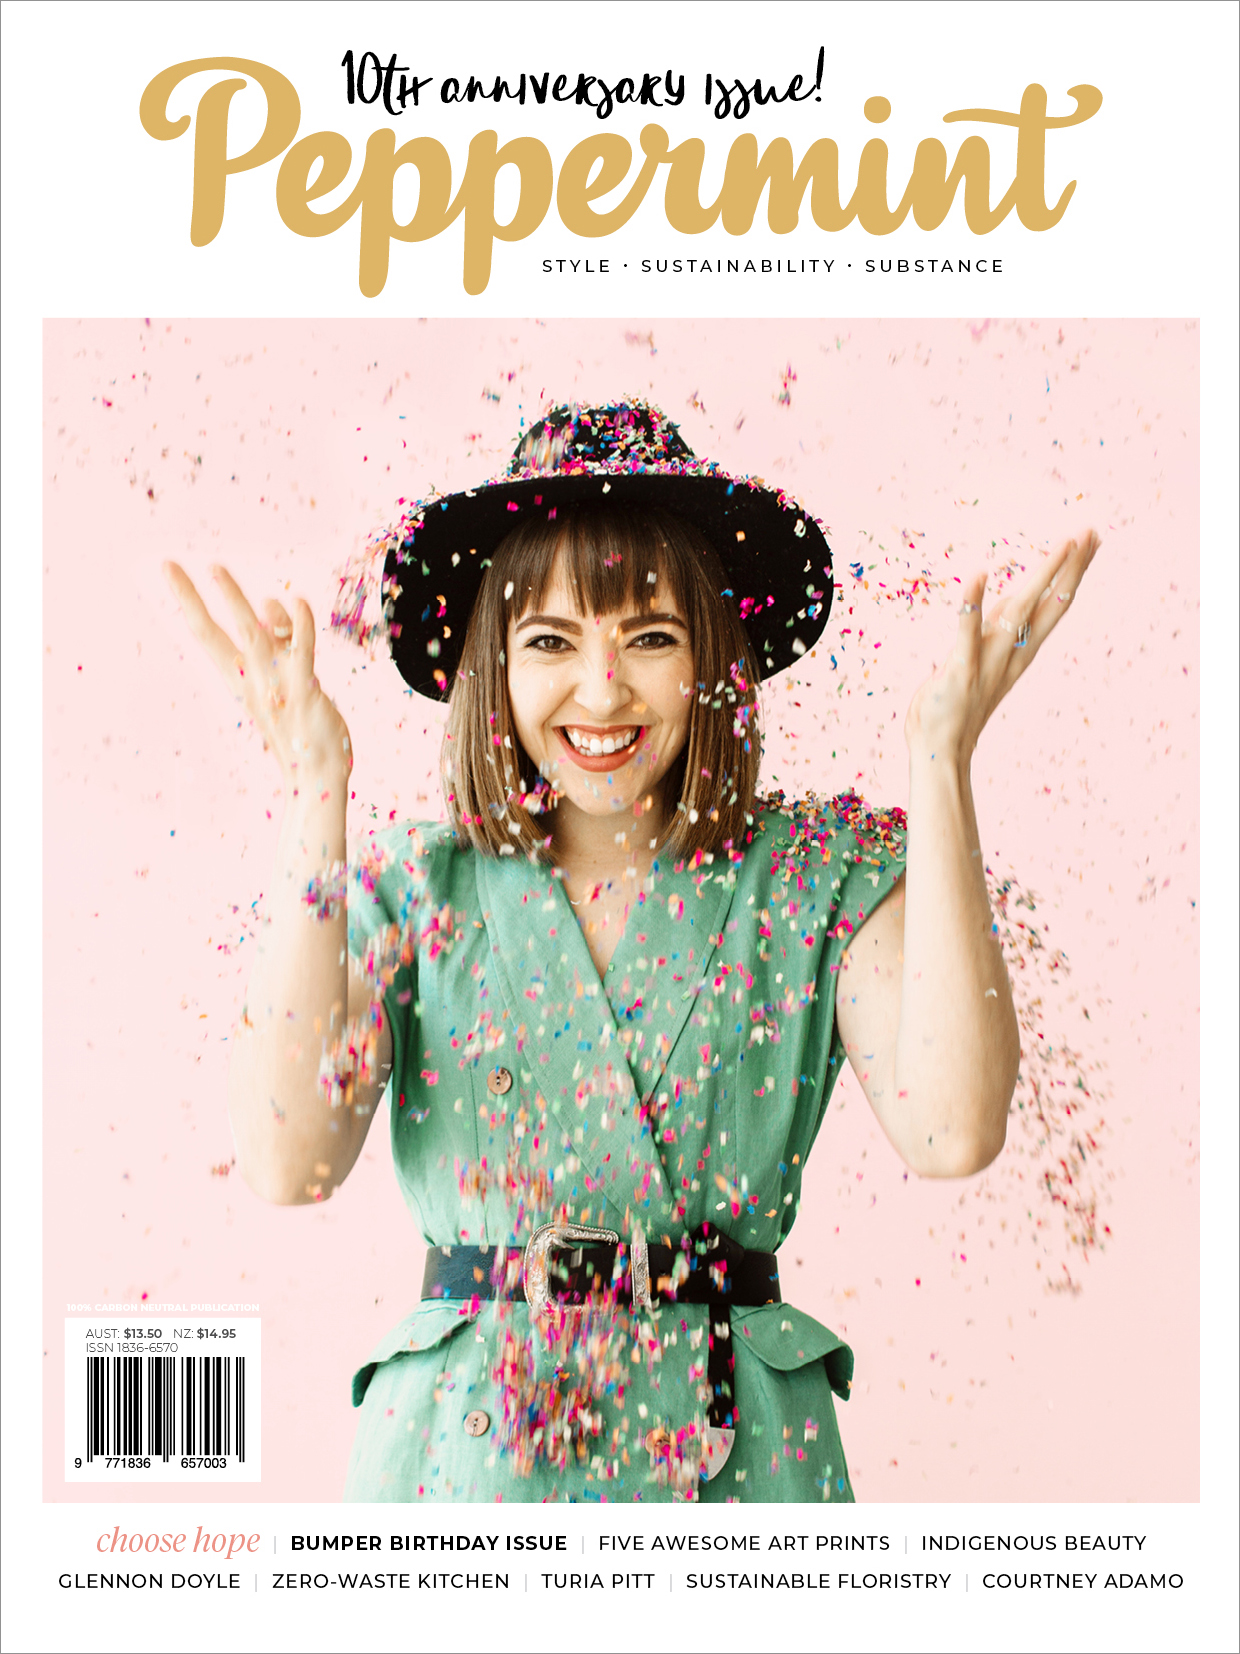 10th anniversary issue!
Peppermint
STYLE · SUSTAINABILITY · SUBSTANCE
100% CARBON NEUTRAL PUBLICATION
AUST: $13.50 NZ: $14.95
ISSN 1836-6570
9 771836 657003
choose hope | BUMPER BIRTHDAY ISSUE | FIVE AWESOME ART PRINTS | INDIGENOUS BEAUTY
GLENNON DOYLE | ZERO-WASTE KITCHEN | TURIA PITT | SUSTAINABLE FLORISTRY | COURTNEY ADAMO